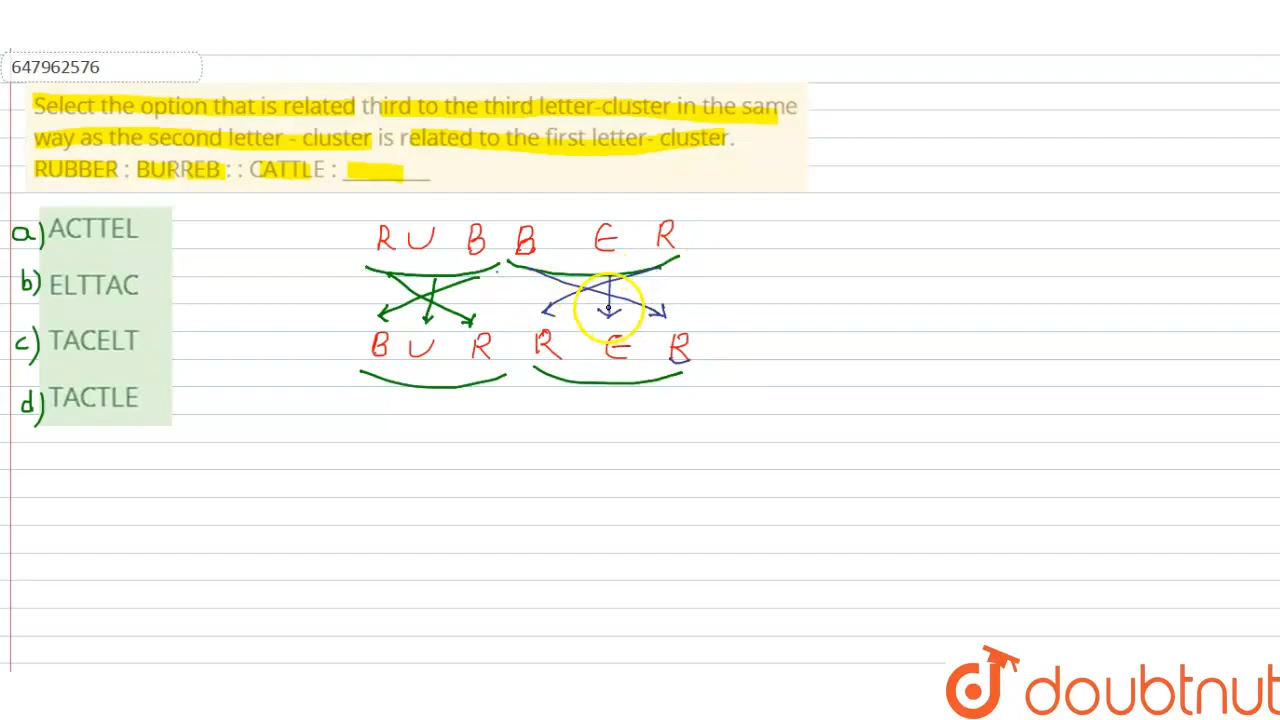 647962576
Select the option that is related third to the third letter-cluster in the same
way as the second letter - cluster is related to the first letter- cluster.
RUBBER : BURREB : : CATTLE : ________
a) ACTTEL
b) ELTTAC
c) TACELT
d) TACTLE
R U B B E R
B U R R E B
doubtnut